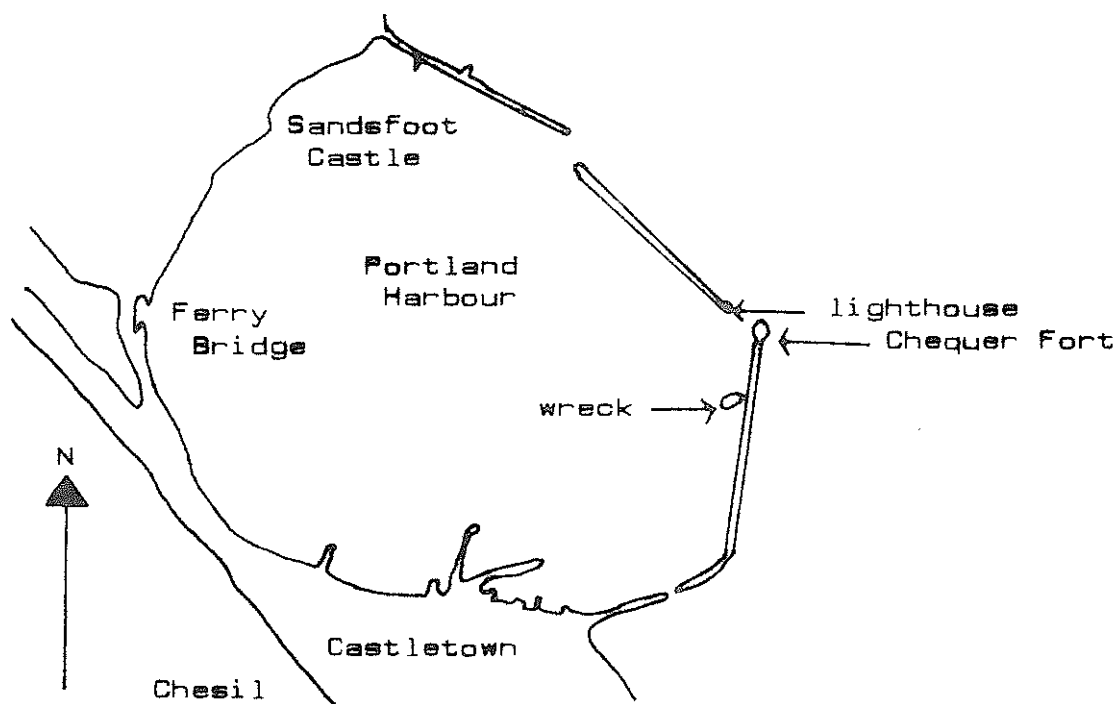 Sandsfoot
Castle
Portland
Harbour
lighthouse
Ferry
Bridge
Chequer Fort
wreck
N
Castletown
Chesil